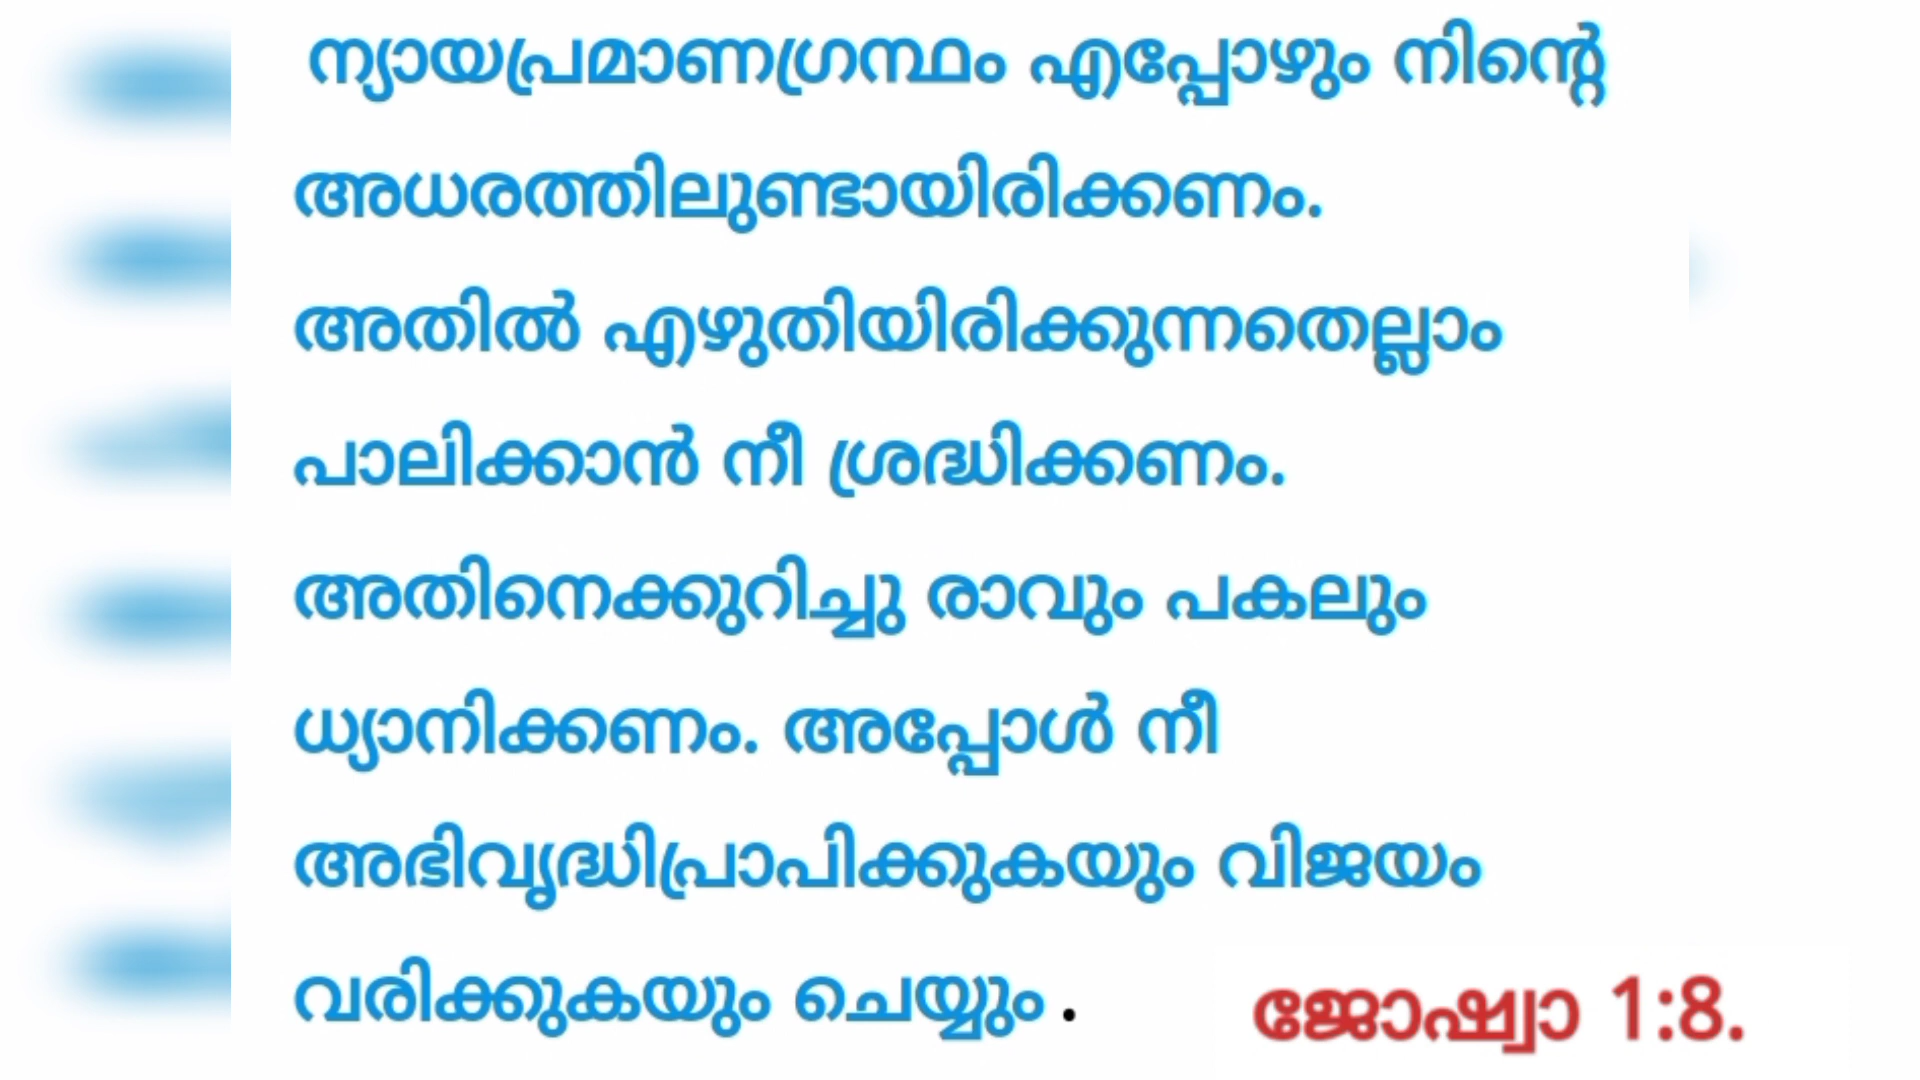 ന്യായപ്രമാണഗ്രന്ഥം എപ്പോഴും നിന്റെ
അധരത്തിലുണ്ടായിരിക്കണം.
അതിൽ എഴുതിയിരിക്കുന്നതെല്ലാം
പാലിക്കാൻ നീ ശ്രദ്ധിക്കണം.
അതിനെക്കുറിച്ചു രാവും പകലും
ധ്യാനിക്കണം. അപ്പോൾ നീ
അഭിവൃദ്ധിപ്രാപിക്കുകയും വിജയം
വരിക്കുകയും ചെയ്യും . ജോഷ്വാ 1:8.